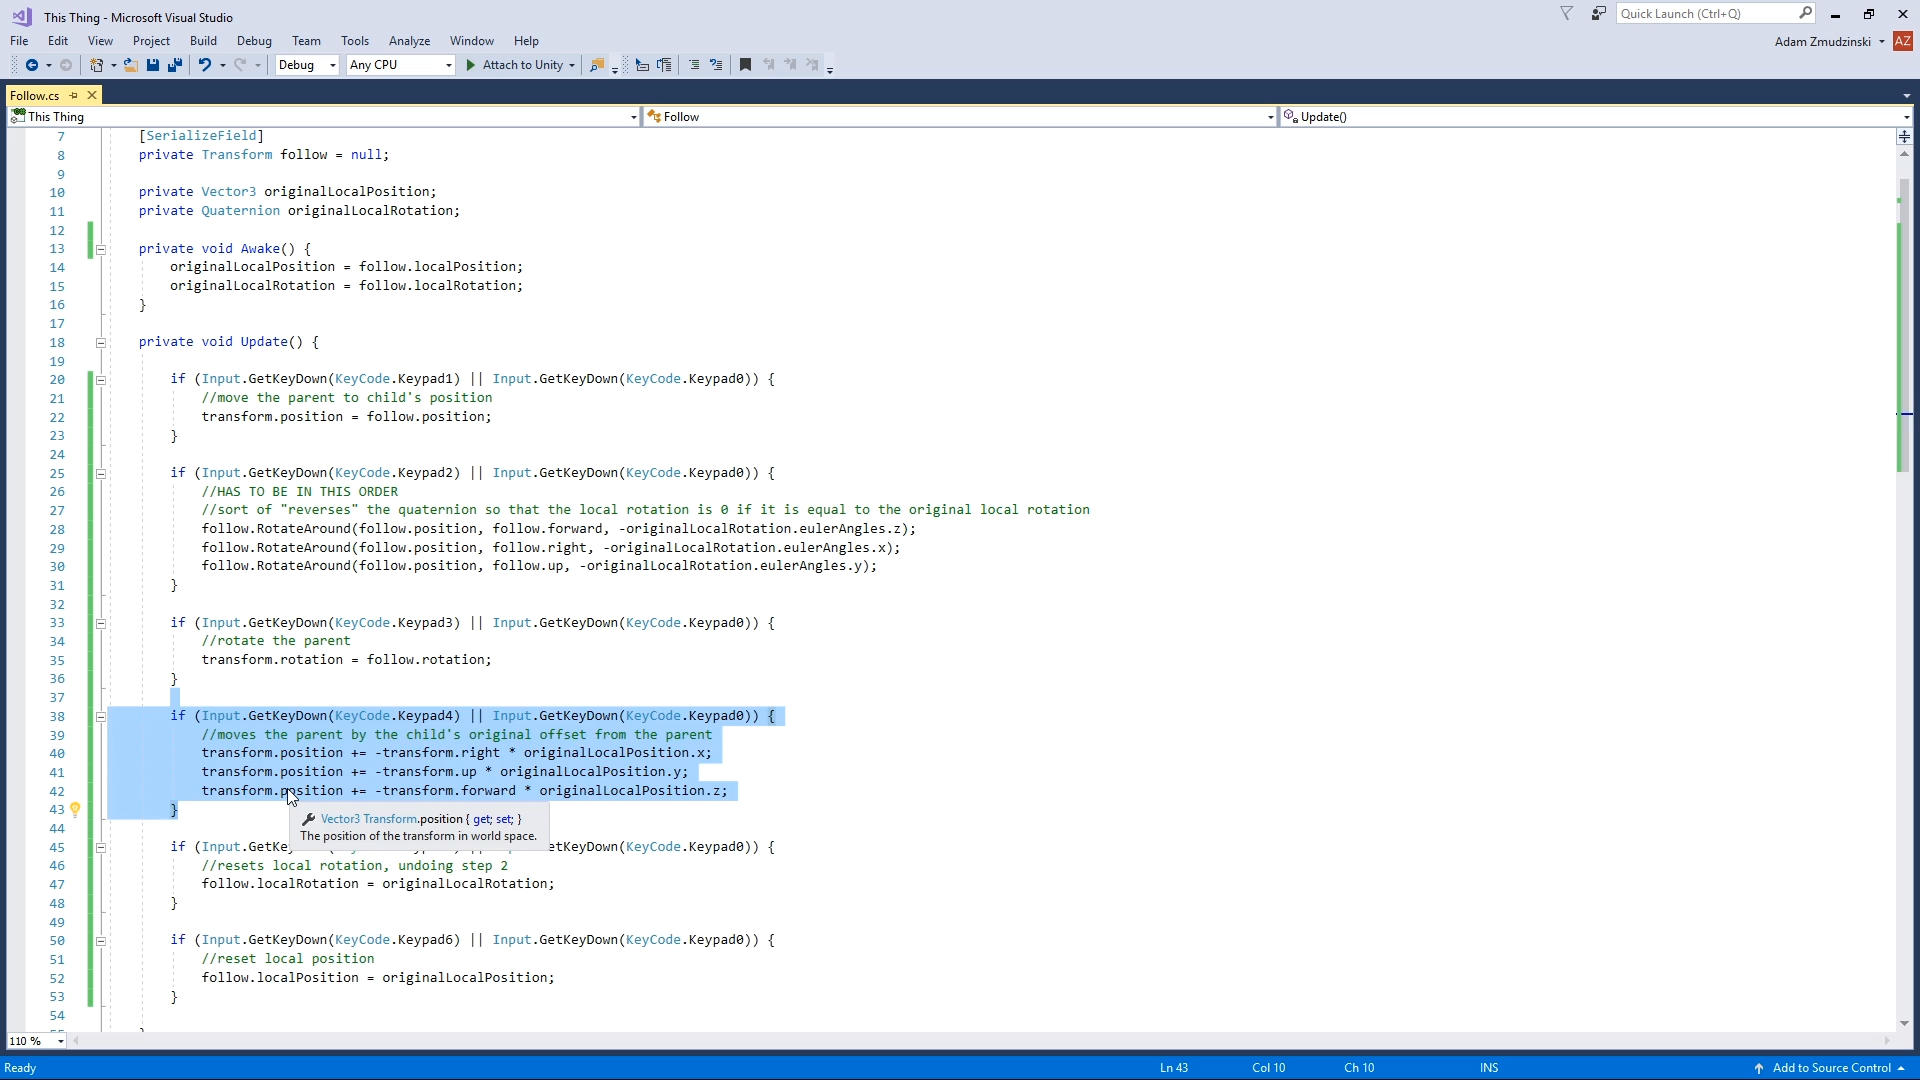 This Thing - Microsoft Visual Studio
Quick Launch (Ctrl+Q)
File Edit View Project Build Debug Team Tools Analyze Window Help
Adam Zmudzinski AZ
Debug Any CPU Attach to Unity
Follow.cs
This Thing Follow Update()
7 [SerializeField]
8 private Transform follow = null;
9
10 private Vector3 originalLocalPosition;
11 private Quaternion originalLocalRotation;
12
13 private void Awake() {
14 originalLocalPosition = follow.localPosition;
15 originalLocalRotation = follow.localRotation;
16 }
17
18 private void Update() {
19
20 if (Input.GetKeyDown(KeyCode.Keypad1) || Input.GetKeyDown(KeyCode.Keypad0)) {
21 //move the parent to child's position
22 transform.position = follow.position;
23 }
24
25 if (Input.GetKeyDown(KeyCode.Keypad2) || Input.GetKeyDown(KeyCode.Keypad0)) {
26 //HAS TO BE IN THIS ORDER
27 //sort of "reverses" the quaternion so that the local rotation is 0 if it is equal to the original local rotation
28 follow.RotateAround(follow.position, follow.forward, -originalLocalRotation.eulerAngles.z);
29 follow.RotateAround(follow.position, follow.right, -originalLocalRotation.eulerAngles.x);
30 follow.RotateAround(follow.position, follow.up, -originalLocalRotation.eulerAngles.y);
31 }
32
33 if (Input.GetKeyDown(KeyCode.Keypad3) || Input.GetKeyDown(KeyCode.Keypad0)) {
34 //rotate the parent
35 transform.rotation = follow.rotation;
36 }
37
38 if (Input.GetKeyDown(KeyCode.Keypad4) || Input.GetKeyDown(KeyCode.Keypad0)) {
39 //moves the parent by the child's original offset from the parent
40 transform.position += -transform.right * originalLocalPosition.x;
41 transform.position += -transform.up * originalLocalPosition.y;
42 transform.position += -transform.forward * originalLocalPosition.z;
43 }
Vector3 Transform.position { get; set; }
The position of the transform in world space.
44
45 if (Input.GetKe etKeyDown(KeyCode.Keypad0)) {
46 //resets local rotation, undoing step 2
47 follow.localRotation = originalLocalRotation;
48 }
49
50 if (Input.GetKeyDown(KeyCode.Keypad6) || Input.GetKeyDown(KeyCode.Keypad0)) {
51 //reset local position
52 follow.localPosition = originalLocalPosition;
53 }
54
110 %
Ready Ln 43 Col 10 Ch 10 INS Add to Source Control